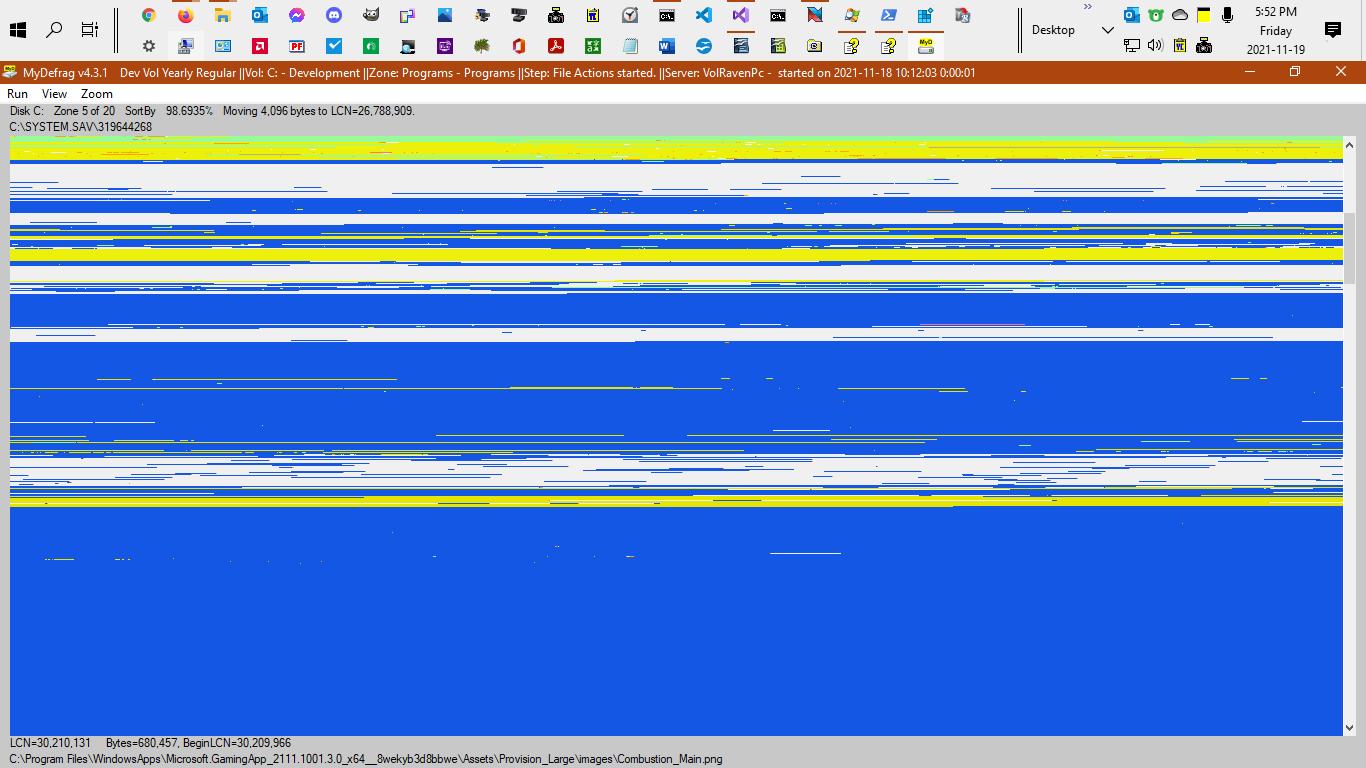 5:52 PM
Desktop
Friday
2021-11-19
MyDefrag v4.3.1 Dev Vol Yearly Regular ||Vol: C: - Development ||Zone: Programs - Programs ||Step: File Actions started. ||Server: VolRavenPc - started on 2021-11-18 10:12:03 0:00:01
Run View Zoom
Disk C: Zone 5 of 20 SortBy 98.6935% Moving 4,096 bytes to LCN=26,788,909.
C:\SYSTEM.SAV\319644268
LCN=30,210,131 Bytes=680,457, BeginLCN=30,209,966
C:\Program Files\WindowsApps\Microsoft.GamingApp_2111.1001.3.0_x64__8wekyb3d8bbwe\Assets\Provision_Large\images\Combustion_Main.png